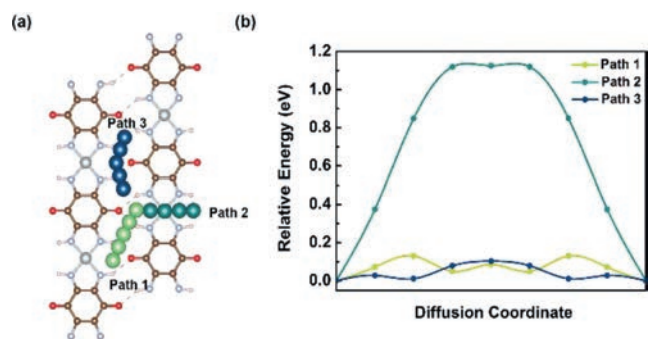 (a)
Path 3
Path 2
Path 1
(b)
Relative Energy (eV)
1.2
1.0
0.8
0.6
0.4
0.2
0.0
Path 1
Path 2
Path 3
Diffusion Coordinate